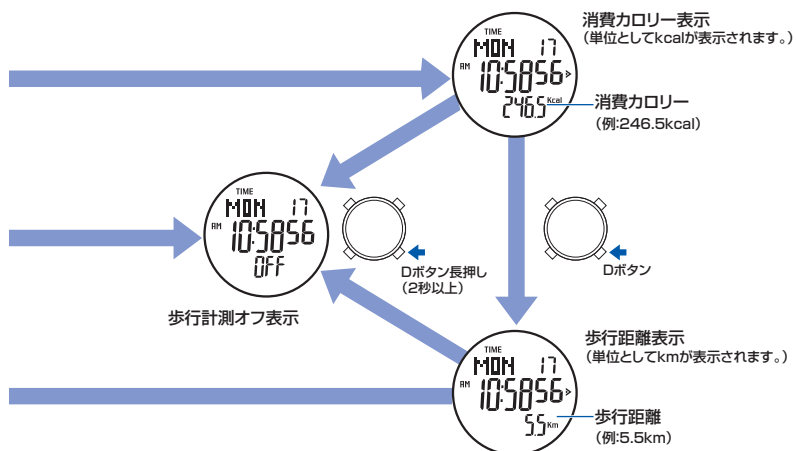 消費カロリー表示
（単位としてkcalが表示されます。）
TIME
MON 17
AM 10:58 56
246.5 Kcal
消費カロリー
（例:246.5kcal）
TIME
MON 17
AM 10:58 56
OFF
Dボタン長押し
（2秒以上）
Dボタン
歩行計測オフ表示
歩行距離表示
（単位としてkmが表示されます。）
TIME
MON 17
AM 10:58 56
5.5 Km
歩行距離
（例:5.5km）